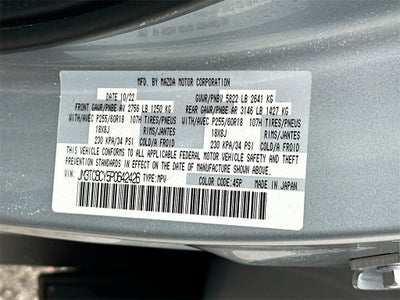 MFD. BY MAZDA MOTOR CORPORATION
DATE: 10/22 GVWR/PNBV 5822 LB 2641 KG
FRONT GAWR/PNBE AV 2756 LB 1250 KG REAR GAWR/PNBE AR 3146 LB 1427 KG
WITH/AVEC P255/60R18 107H TIRES/PNEUS WITH/AVEC P255/60R18 107H TIRES/PNEUS
18X8J RIMS/JANTES 18X8J RIMS/JANTES
230 KPA/34 PSI COLD/A FROID 230 KPA/34 PSI COLD/A FROID
THIS VEHICLE CONFORMS TO ALL APPLICABLE FEDERAL MOTOR VEHICLE SAFETY, BUMPER, AND THEFT
PREVENTION STANDARDS IN EFFECT ON THE DATE OF MANUFACTURE SHOWN ABOVE.
VIN: JM3TCBCY5P0642426 TYPE: MPV COLOR CODE: 45P MADE IN JAPAN